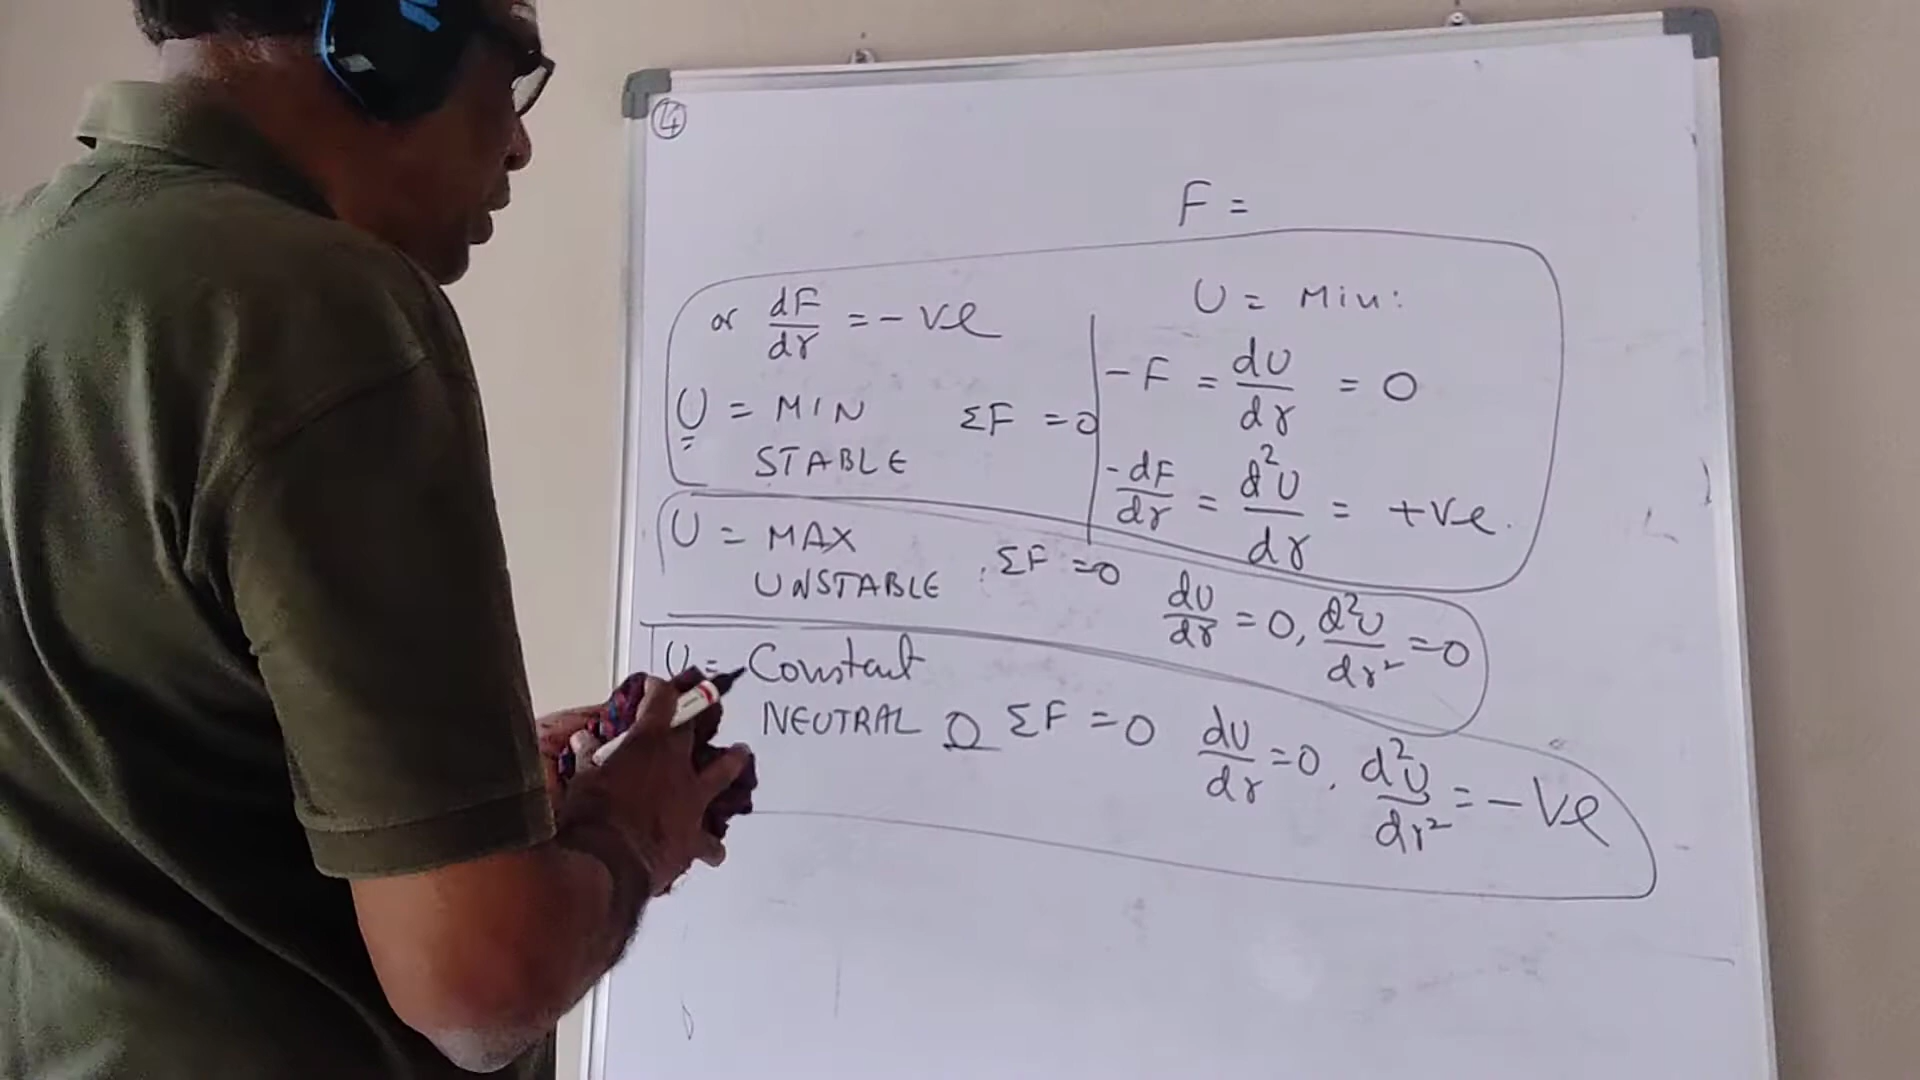 ④
F =
or dF/dr = -ve
U = MIN ΣF = 0
STABLE
U = Min:
-F = dU/dr = 0
-dF/dr = d²U/dr = +ve.
U = MAX
UNSTABLE ΣF = 0 dU/dr = 0, d²U/dr² = 0
U = Constant
NEUTRAL O ΣF = 0 dU/dr = 0. d²U/dr² = -Ve